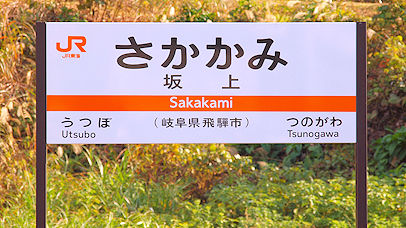 JR
JR東海
さかかみ
坂上
Sakakami
うつぼ
Utsubo
（岐阜県飛騨市）
つのがわ
Tsunogawa